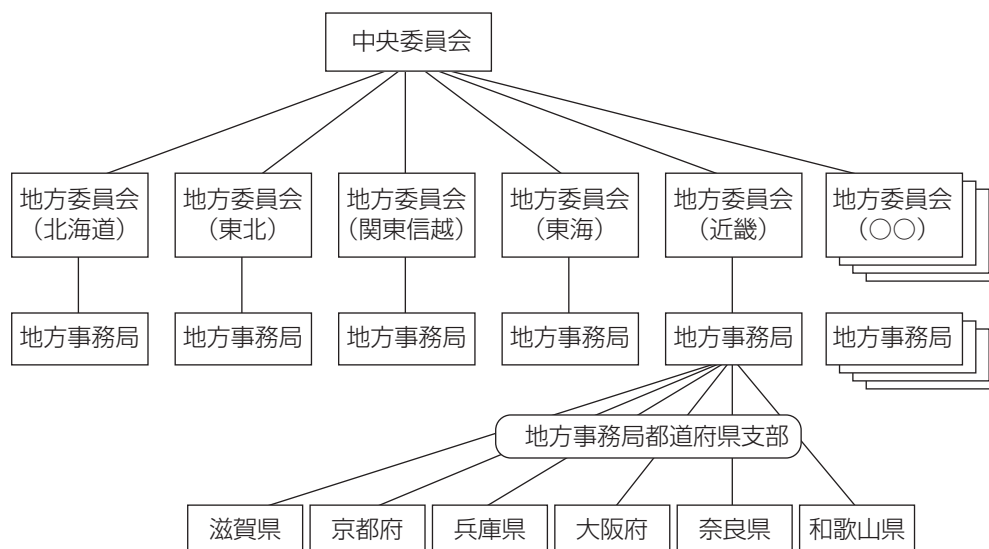 中央委員会
地方委員会
（北海道）
地方委員会
（東北）
地方委員会
（関東信越）
地方委員会
（東海）
地方委員会
（近畿）
地方委員会
（○○）
地方事務局
地方事務局
地方事務局
地方事務局
地方事務局
地方事務局
地方事務局都道府県支部
滋賀県
京都府
兵庫県
大阪府
奈良県
和歌山県